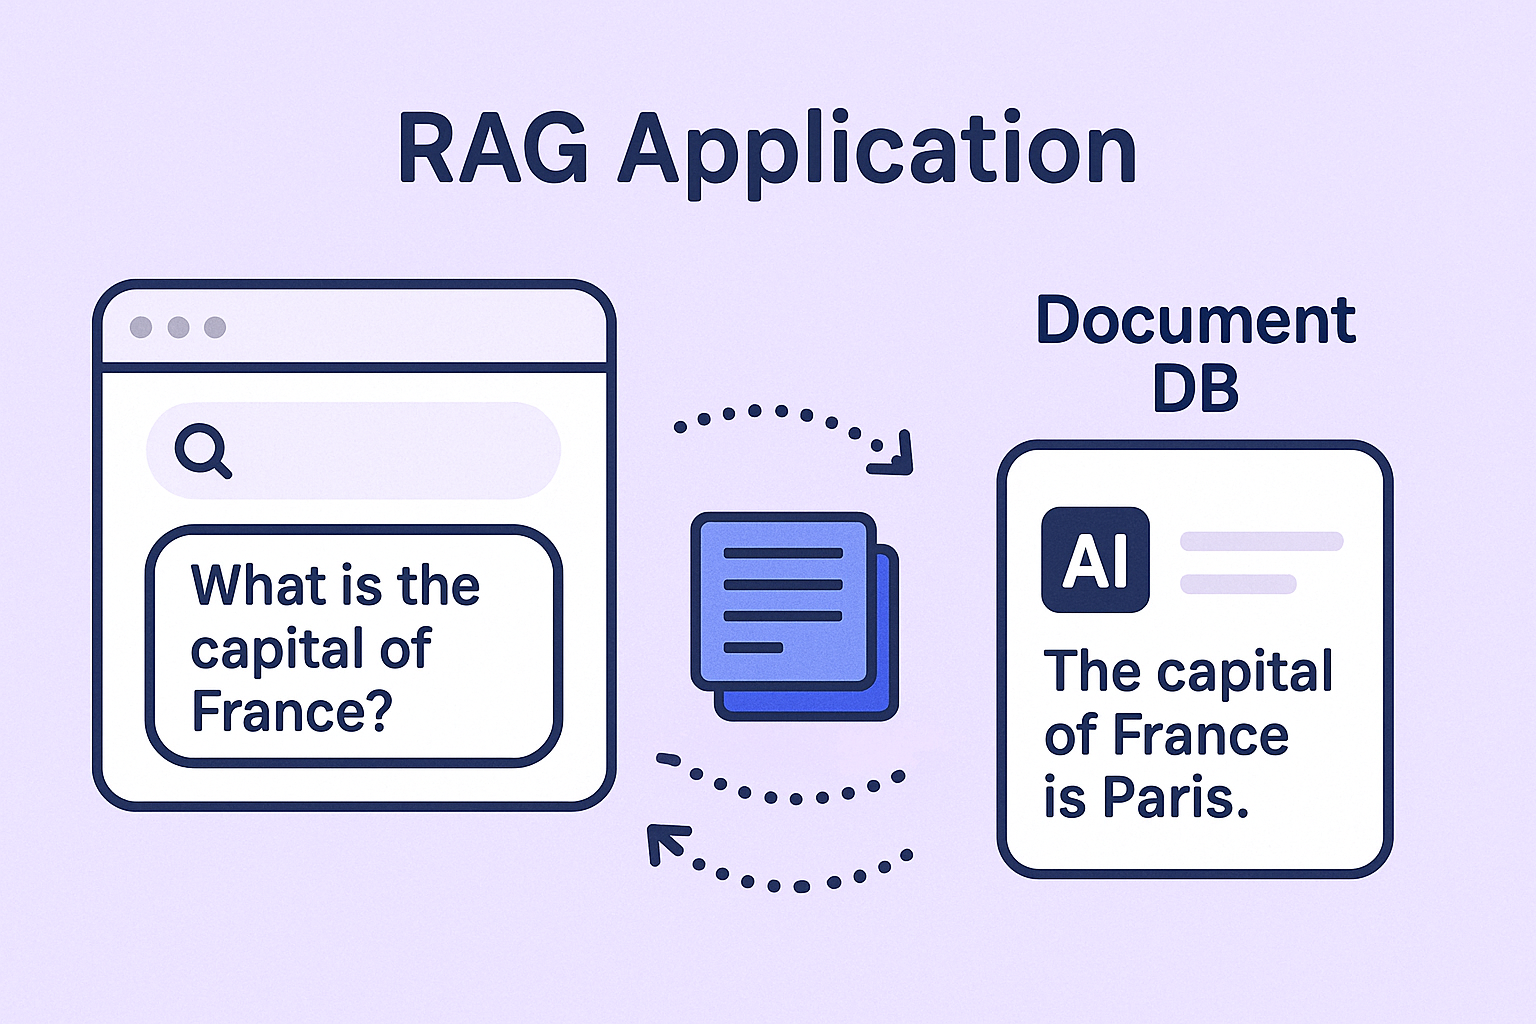 RAG Application
What is the
capital of
France?
Document
DB
AI
The capital
of France
is Paris.